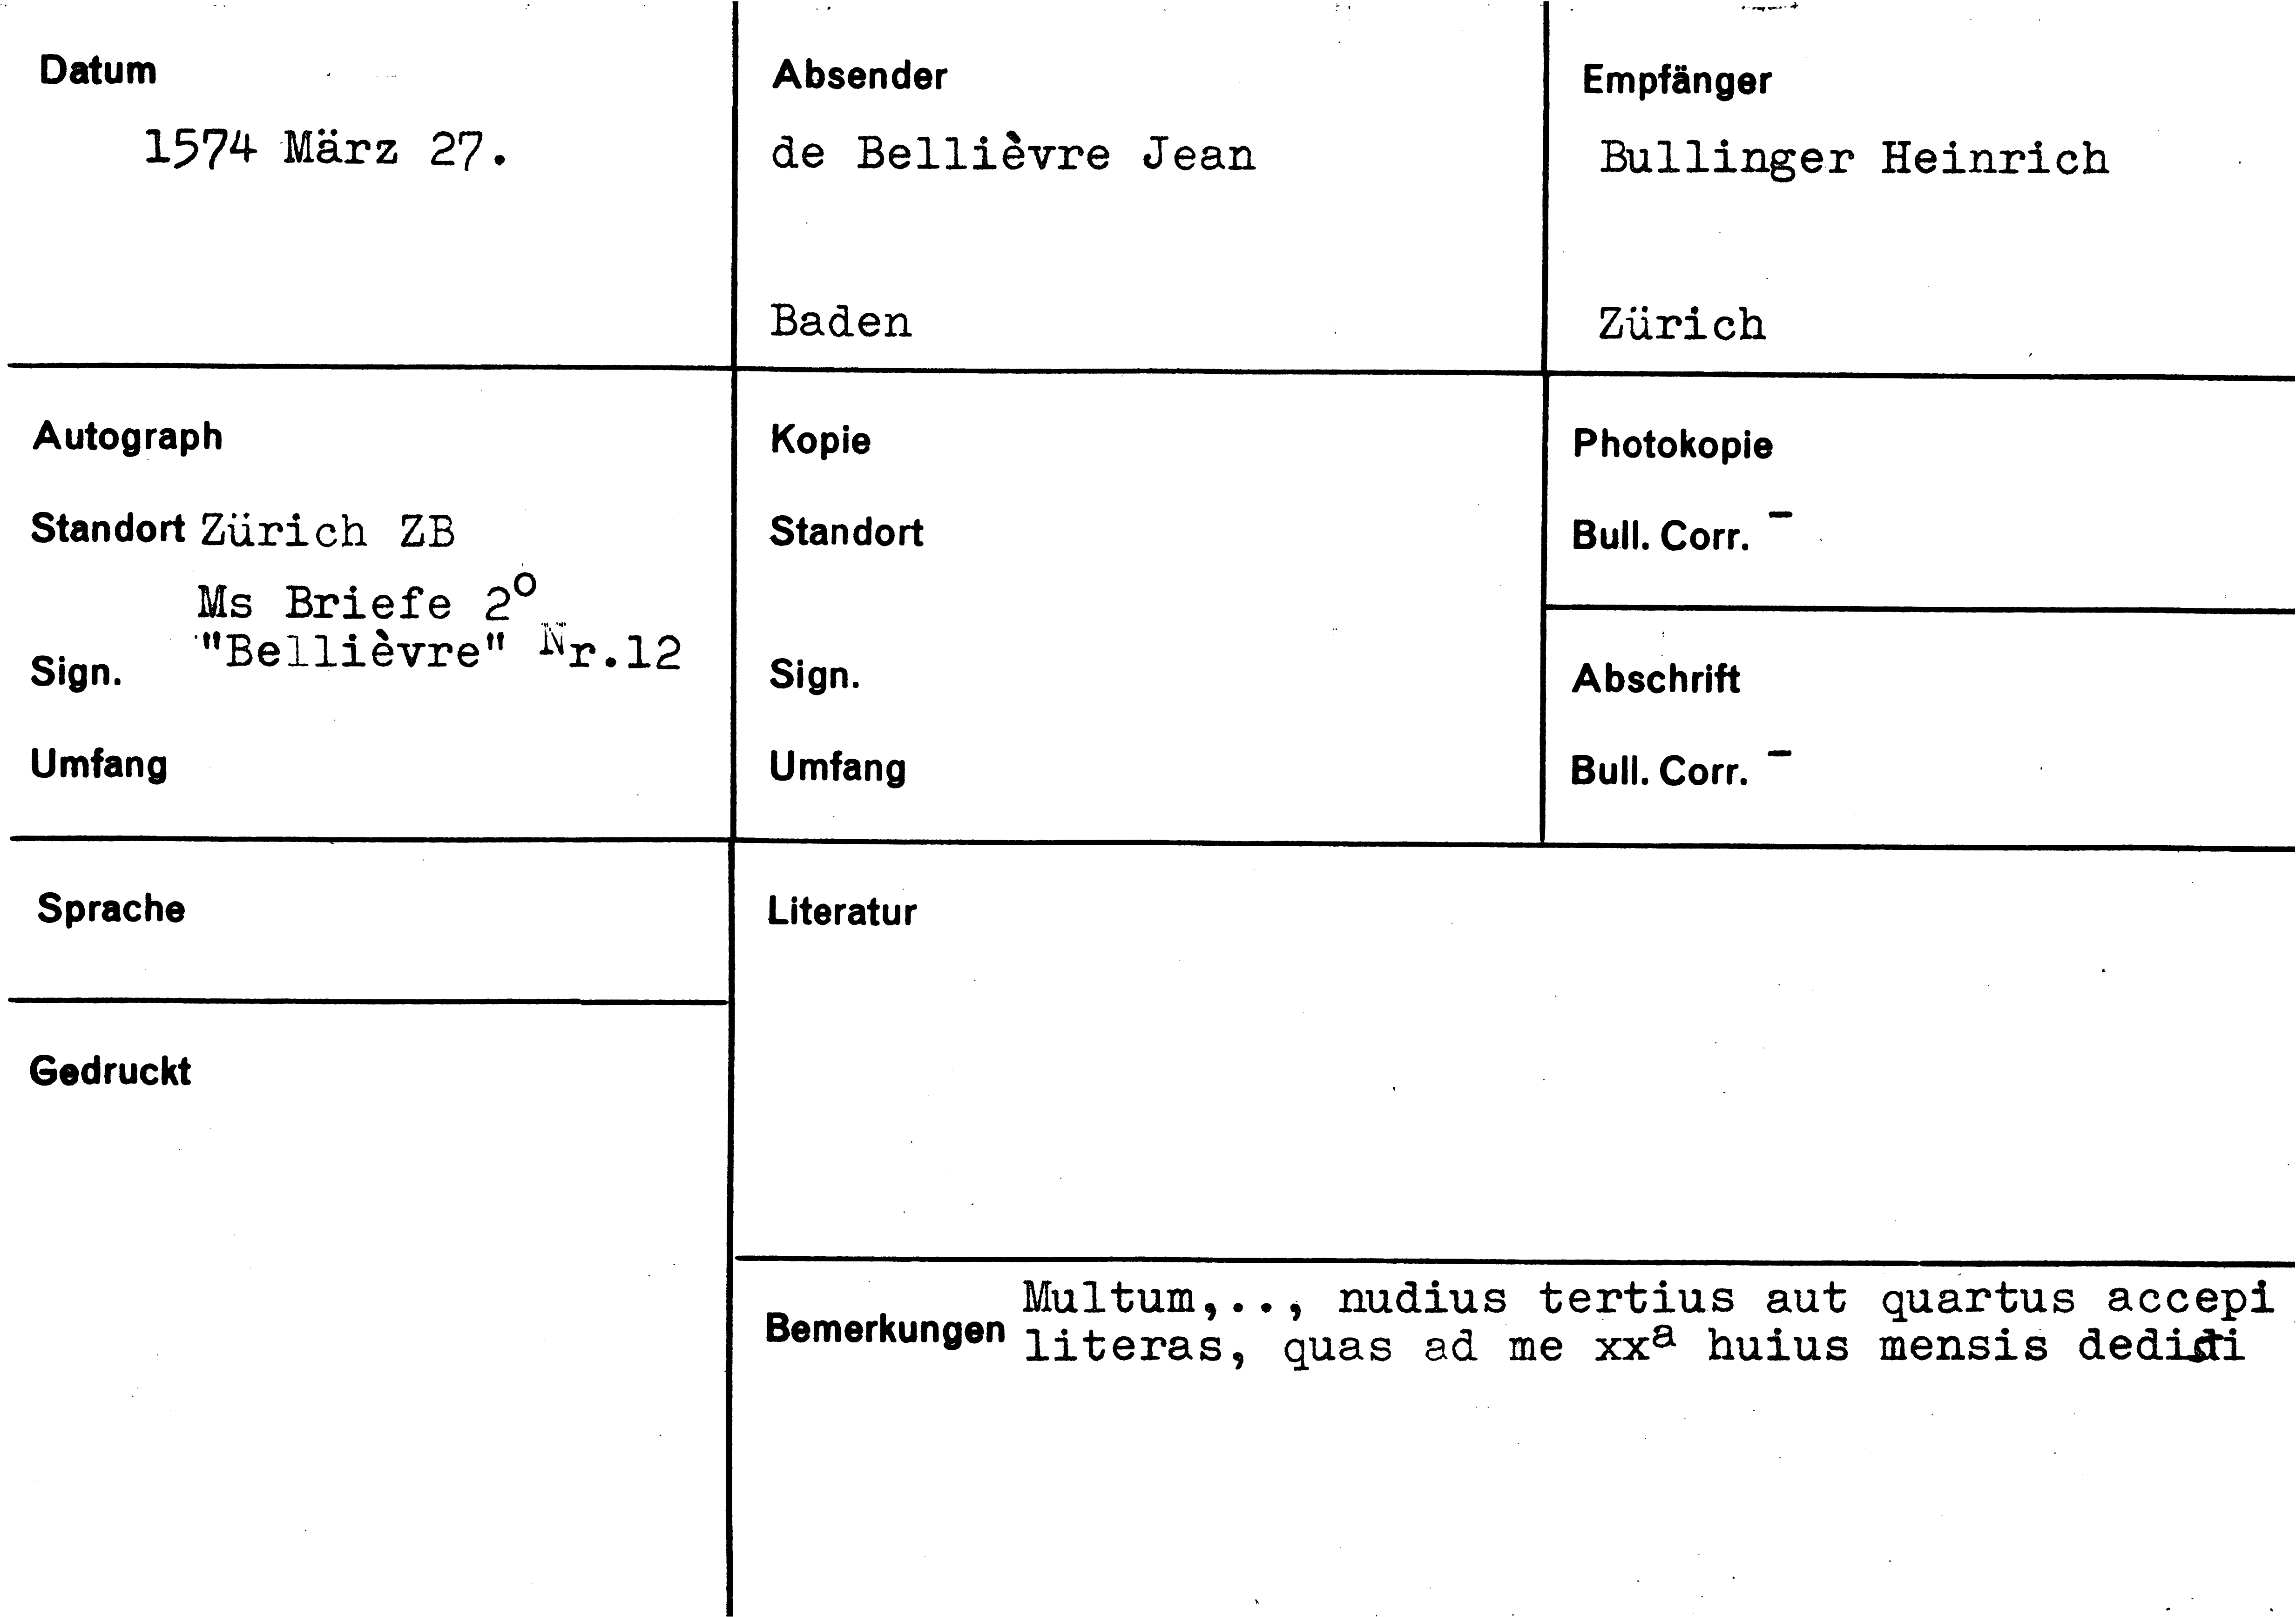 Datum
1574 März 27.
Absender
de Bellièvre Jean
Baden
Empfänger
Bullinger Heinrich
Zürich
Autograph
Standort Zürich ZB
Ms Briefe 2°
"Bellièvre" Nr.12
Sign.
Umfang
Kopie
Standort
Sign.
Umfang
Photokopie
Bull. Corr. -
Abschrift
Bull. Corr. -
Sprache
Gedruckt
Literatur
Bemerkungen
Multum,.., nudius tertius aut quartus accepi
literas, quas ad me xxª huius mensis